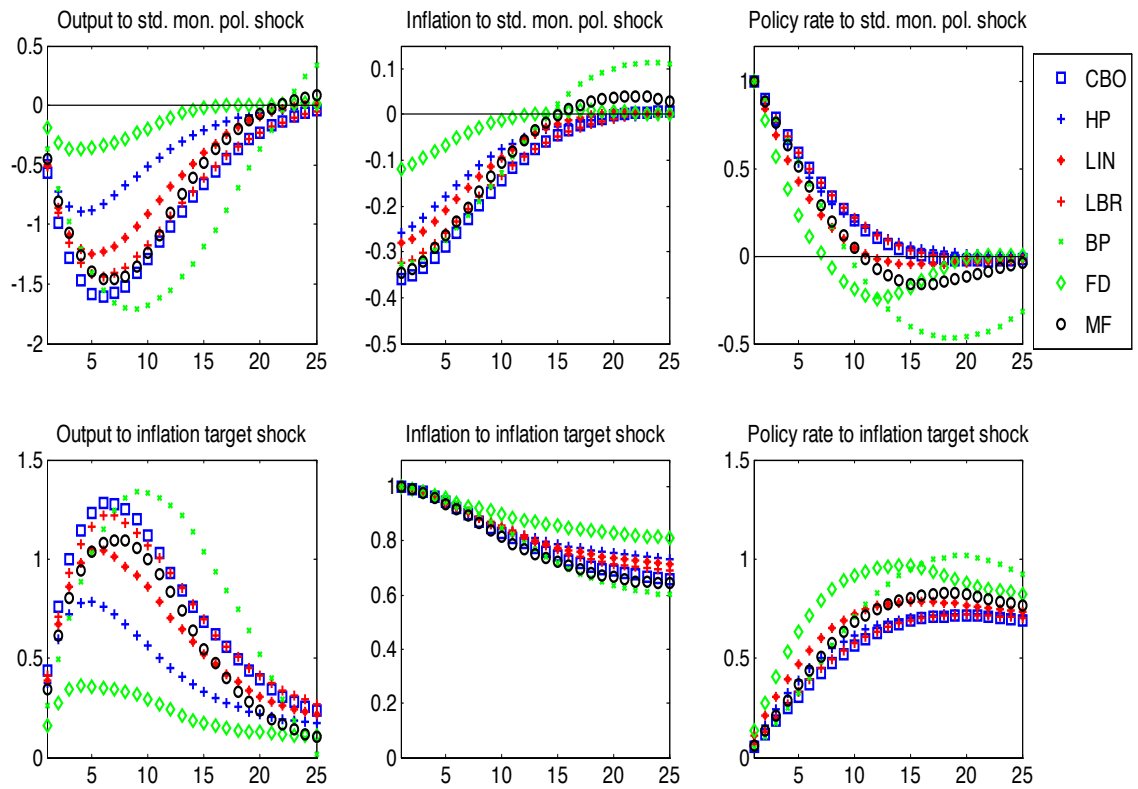 Output to std. mon. pol. shock
Inflation to std. mon. pol. shock
Policy rate to std. mon. pol. shock
0.5
0
-0.5
-1
-1.5
-2
5 10 15 20 25
0.1
0
-0.1
-0.2
-0.3
-0.4
-0.5
5 10 15 20 25
1
0.5
0
-0.5
5 10 15 20 25
CBO
HP
LIN
LBR
BP
FD
MF
Output to inflation target shock
Inflation to inflation target shock
Policy rate to inflation target shock
1.5
1
0.5
0
5 10 15 20 25
1
0.8
0.6
0.4
0.2
0
5 10 15 20 25
1.5
1
0.5
0
5 10 15 20 25